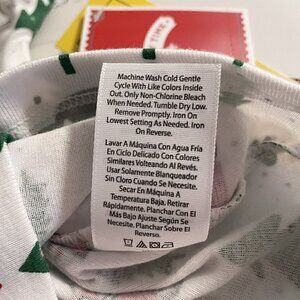 Machine Wash Cold Gentle
Cycle With Like Colors Inside
Out. Only Non-Chlorine Bleach
When Needed. Tumble Dry Low.
Remove Promptly. Iron On
Lowest Setting As Needed. Iron
On Reverse.
Lavar A Máquina Con Agua Fría
En Ciclo Delicado Con Colores
Similares Volteando Al Revés.
Usar Solamente Blanqueador
Sin Cloro Cuando Se Necesite.
Secar En Máquina A
Temperatura Baja. Retirar
Rápidamente. Planchar Con El
Más Bajo Ajuste Según Se
Necesite. Planchar Sobre El
Reverso.